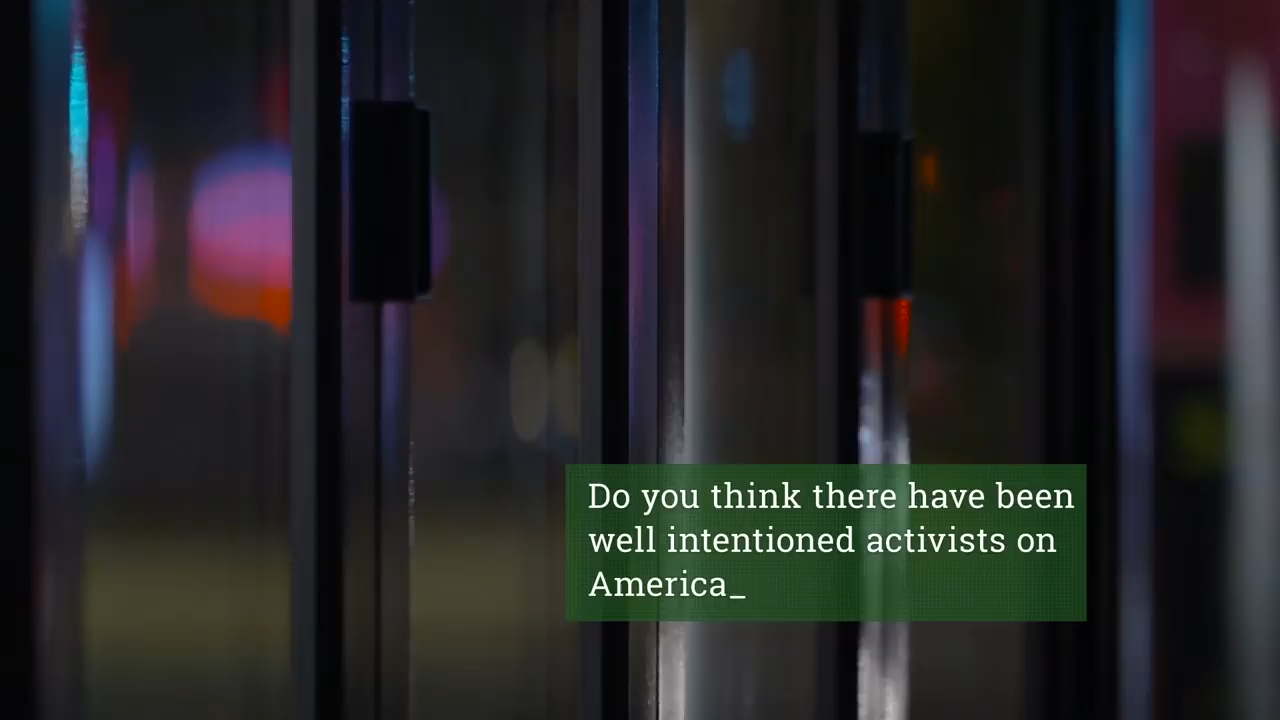 Do you think there have been
well intentioned activists on
America_